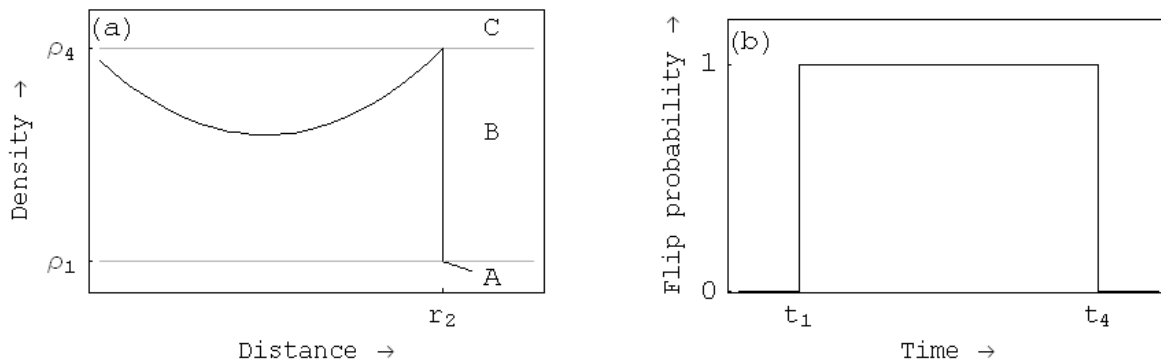 (a)
C
ρ4
B
ρ1
A
r2
Density →
Distance →
(b)
1
0
t1
t4
Flip probability →
Time →